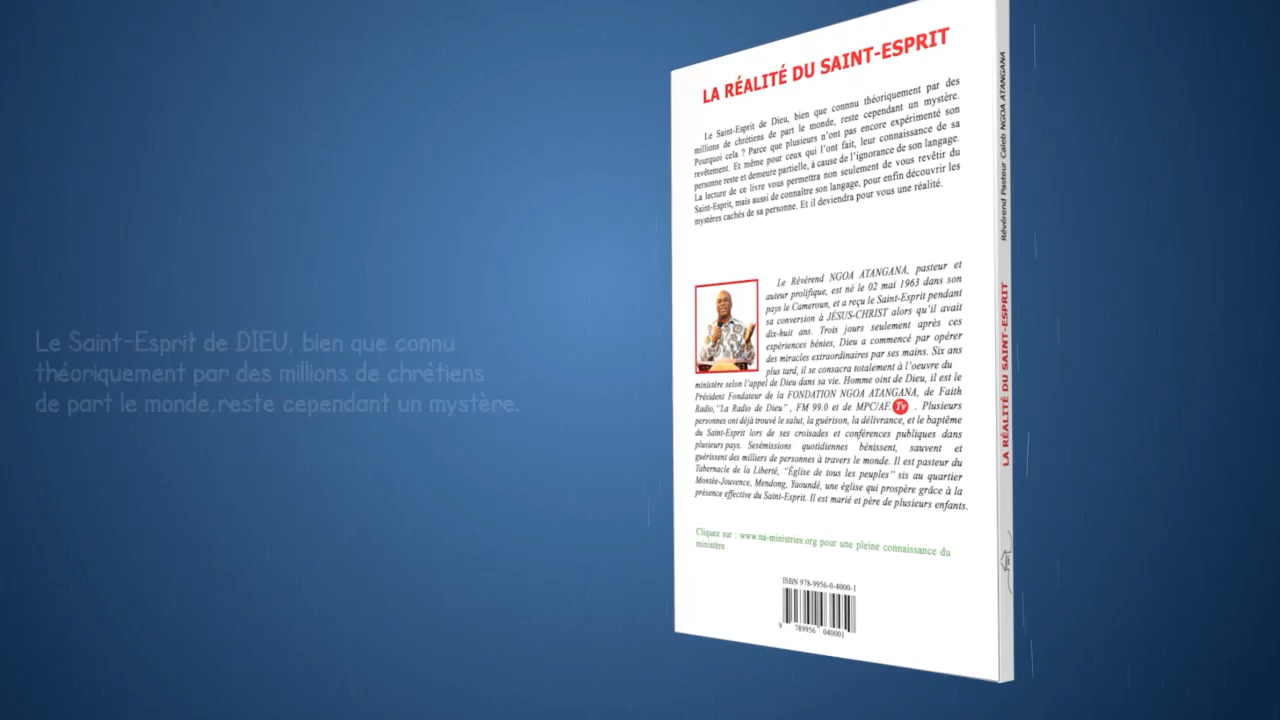 Le Saint-Esprit de DIEU, bien que connu
théoriquement par des millions de chrétiens
de part le monde,reste cependant un mystère.
LA RÉALITÉ DU SAINT-ESPRIT
Le Saint-Esprit de Dieu, bien que connnu théoriquement par des
millions de chrétiens de part le monde, reste cependant un mystère.
Pourquoi cela ? Parce que plusieurs n'ont pas encore expérimenté son
revêtement. Et même pour ceux qui l'ont fait, leur connaissance de sa
personne reste et demeure partielle, à cause de l'ignorance de son langage.
La lecture de ce livre vous permettra non seulement de vous revêtir du
Saint-Esprit, mais aussi de connaître son langage, pour enfin découvrir les
mystères cachés de sa personne. Et il deviendra pour vous une réalité.
Le Révérend NGOA ATANGANA, pasteur et
auteur prolifique, est né le 02 mai 1963 dans son
pays le Cameroun, et a reçu le Saint-Esprit pendant
sa conversion à JÉSUS-CHRIST alors qu'il avait
dix-huit ans. Trois jours seulement après ces
expériences bénies, Dieu a commencé par opérer
des miracles extraordinaires par ses mains. Six ans
plus tard, il se consacra totalement à l'oeuvre du
ministère selon l'appel de Dieu dans sa vie. Homme oint de Dieu, il est le
Président Fondateur de la FONDATION NGOA ATANGANA, de Faith
Radio,"La Radio de Dieu" , FM 99.0 et de MPC/AF. Tv . Plusieurs
personnes ont déjà trouvé le salut, la guérison, la délivrance, et le baptême
du Saint-Esprit lors de ses croisades et conférences publiques dans
plusieurs pays. Sesémissions quotidiennes bénissent, sauvent et
guérissent des milliers de personnes à travers le monde. Il est pasteur du
Tabernacle de la Liberté, "Église de tous les peuples" sis au quartier
Montée-Jouvence, Mendong, Yaoundé, une église qui prospère grâce à la
présence effective du Saint-Esprit. Il est marié et père de plusieurs enfants.
Cliquez sur : www.na-ministries.org pour une pleine connaissance du
ministère
ISBN 978-9956-0-4000-1
9 789956 040001
Révérend Pasteur Caleb NGOA ATANGANA
LA RÉALITÉ DU SAINT-ESPRIT